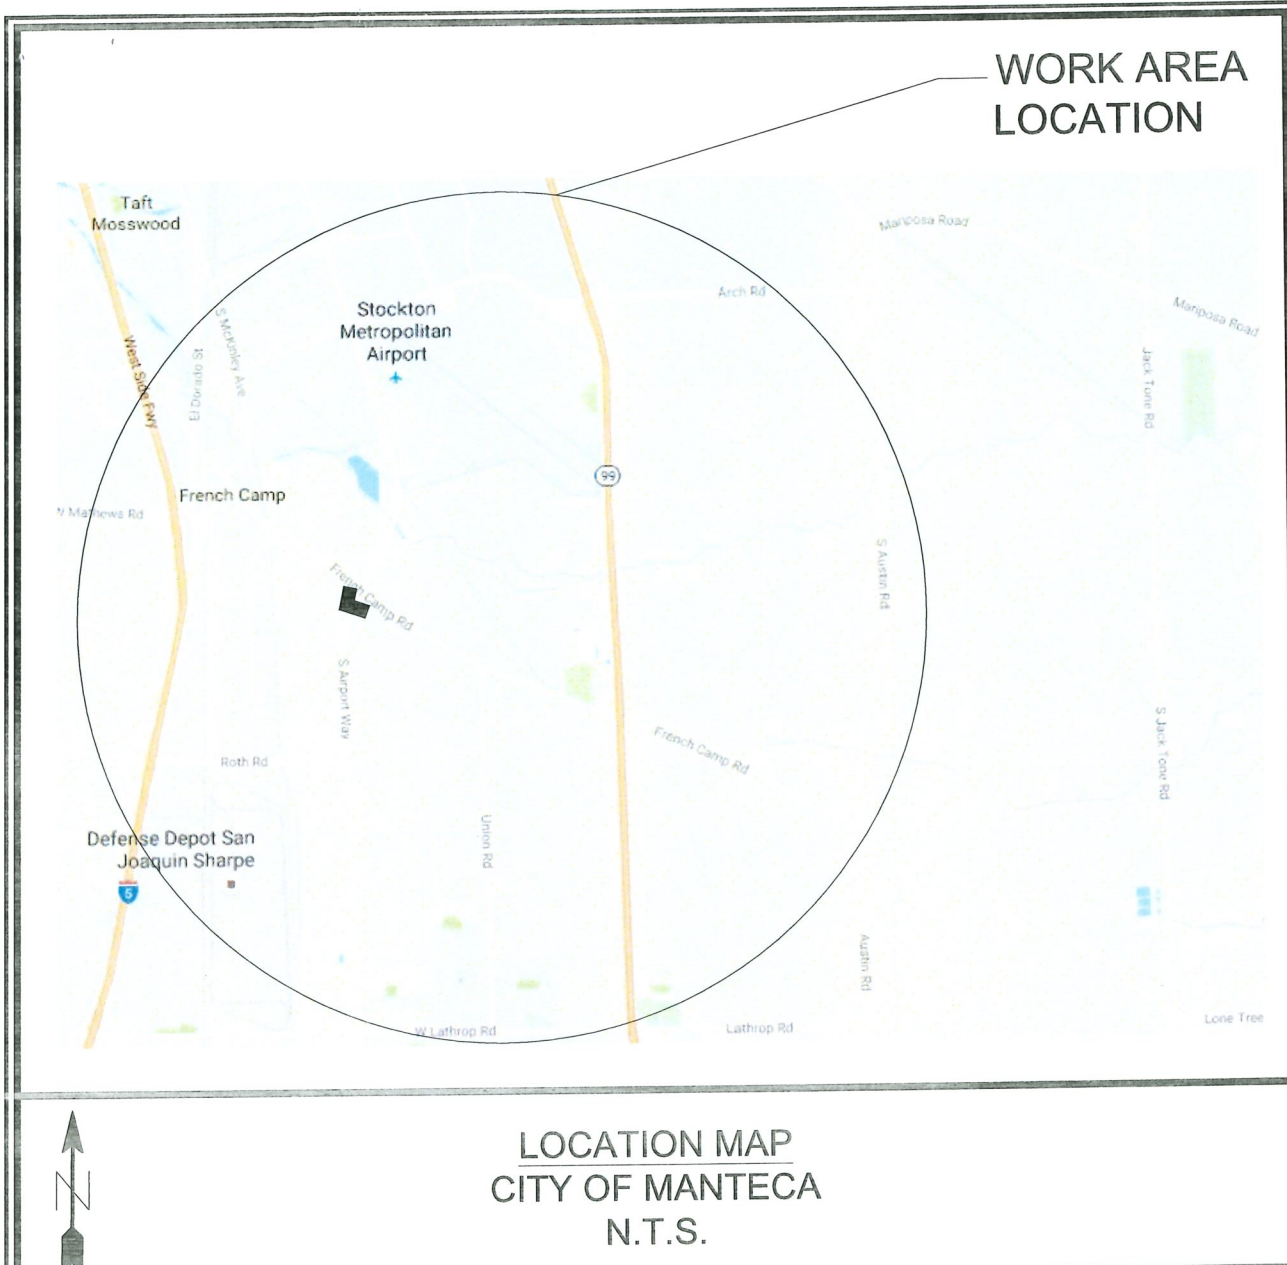 WORK AREA
LOCATION
Taft
Mosswood
Mariposa Road
Arch Rd
Mariposa Road
Stockton
Metropolitan
Airport
S McKinley Ave
El Dorado St
West Side Fwy
Jack Tone Rd
99
French Camp
W Mathews Rd
S Austin Rd
French Camp Rd
S Airport Way
French Camp Rd
S Jack Tone Rd
Roth Rd
Union Rd
Defense Depot San
Joaquin Sharpe
5
Austin Rd
W Lathrop Rd
Lathrop Rd
Lone Tree
N
LOCATION MAP
CITY OF MANTECA
N.T.S.